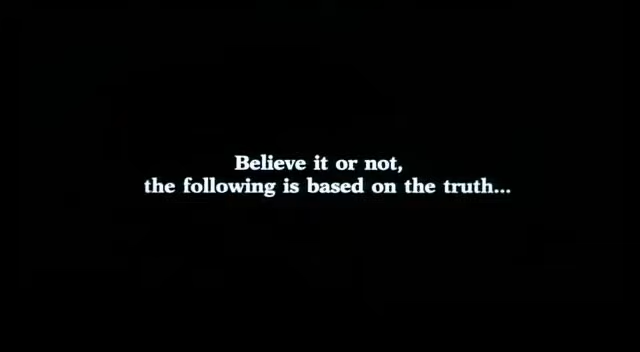 Believe it or not,
the following is based on the truth...